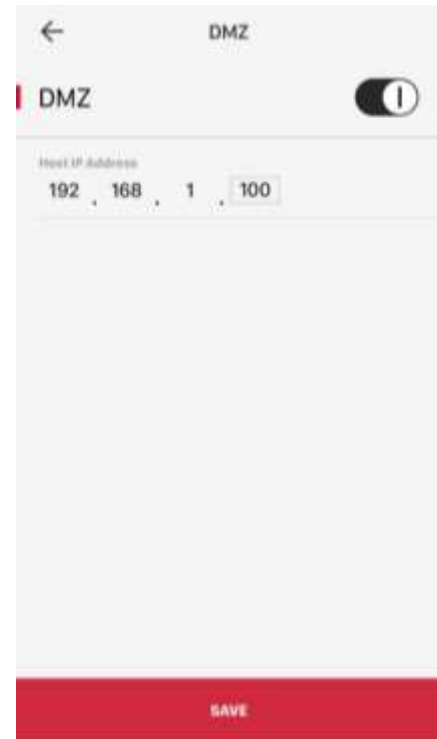 DMZ
DMZ
Host IP Address
192 . 168 . 1 . 100
SAVE